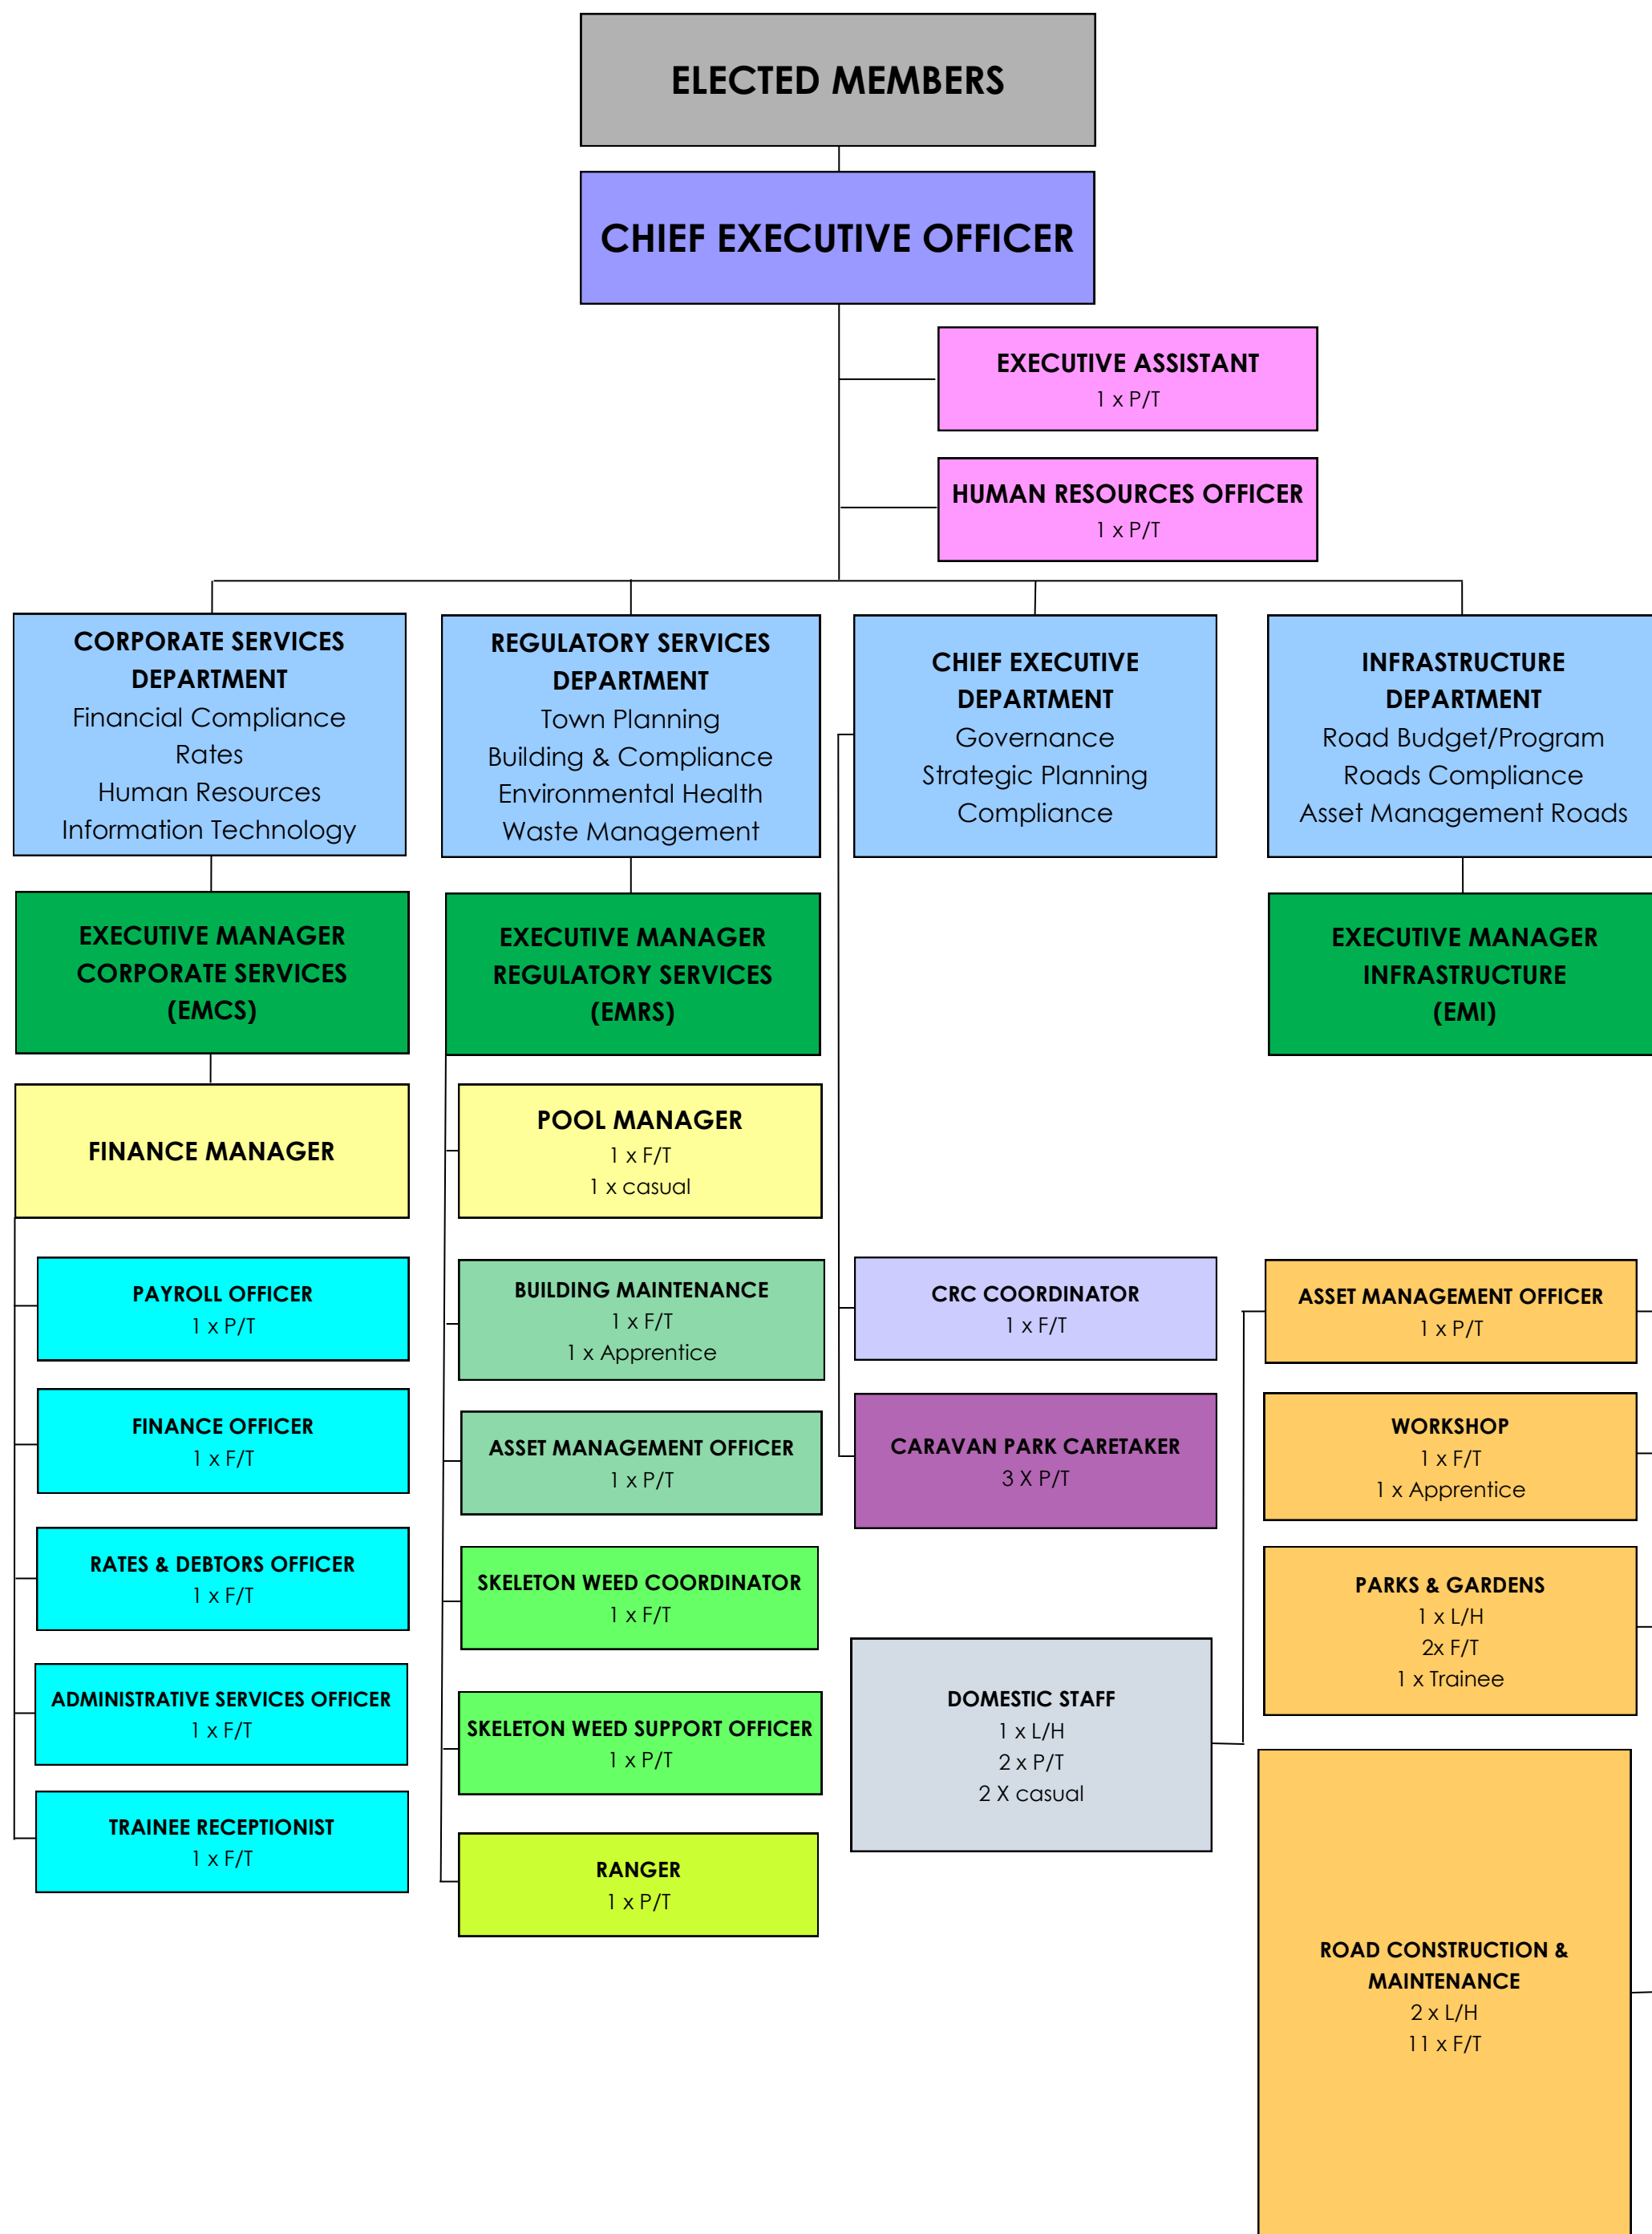 ELECTED MEMBERS
CHIEF EXECUTIVE OFFICER
EXECUTIVE ASSISTANT
1 x P/T
HUMAN RESOURCES OFFICER
1 x P/T
CORPORATE SERVICES
DEPARTMENT
Financial Compliance
Rates
Human Resources
Information Technology
REGULATORY SERVICES
DEPARTMENT
Town Planning
Building & Compliance
Environmental Health
Waste Management
CHIEF EXECUTIVE
DEPARTMENT
Governance
Strategic Planning
Compliance
INFRASTRUCTURE
DEPARTMENT
Road Budget/Program
Roads Compliance
Asset Management Roads
EXECUTIVE MANAGER
CORPORATE SERVICES
(EMCS)
EXECUTIVE MANAGER
REGULATORY SERVICES
(EMRS)
EXECUTIVE MANAGER
INFRASTRUCTURE
(EMI)
FINANCE MANAGER
PAYROLL OFFICER
1 x P/T
FINANCE OFFICER
1 x F/T
RATES & DEBTORS OFFICER
1 x F/T
ADMINISTRATIVE SERVICES OFFICER
1 x F/T
TRAINEE RECEPTIONIST
1 x F/T
POOL MANAGER
1 x F/T
1 x casual
BUILDING MAINTENANCE
1 x F/T
1 x Apprentice
ASSET MANAGEMENT OFFICER
1 x P/T
SKELETON WEED COORDINATOR
1 x F/T
SKELETON WEED SUPPORT OFFICER
1 x P/T
RANGER
1 x P/T
CRC COORDINATOR
1 x F/T
CARAVAN PARK CARETAKER
3 X P/T
DOMESTIC STAFF
1 x L/H
2 x P/T
2 X casual
ASSET MANAGEMENT OFFICER
1 x P/T
WORKSHOP
1 x F/T
1 x Apprentice
PARKS & GARDENS
1 x L/H
2x F/T
1 x Trainee
ROAD CONSTRUCTION &
MAINTENANCE
2 x L/H
11 x F/T